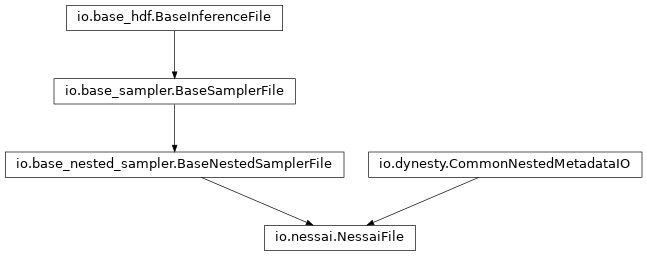 io.base_hdf.BaseInferenceFile
io.base_sampler.BaseSamplerFile
io.base_nested_sampler.BaseNestedSamplerFile
io.dynesty.CommonNestedMetadataIO
io.nessai.NessaiFile